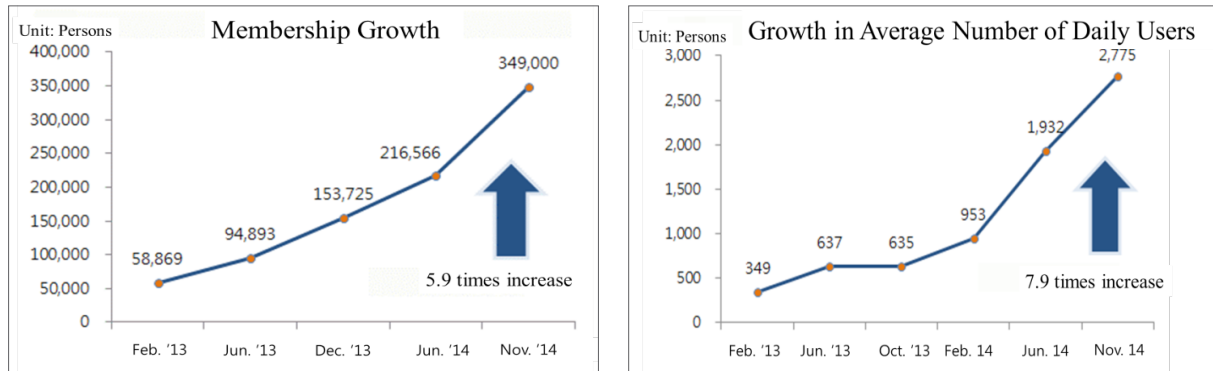 Unit: Persons
Membership Growth
400,000
350,000
300,000
250,000
200,000
150,000
100,000
50,000
0
58,869
94,893
153,725
216,566
349,000
5.9 times increase
Feb. '13
Jun. '13
Dec. '13
Jun. '14
Nov. '14
Unit: Persons
Growth in Average Number of Daily Users
3,000
2,500
2,000
1,500
1,000
500
0
349
637
635
953
1,932
2,775
7.9 times increase
Feb. '13
Jun. '13
Oct. '13
Feb. 14
Jun. 14
Nov. 14